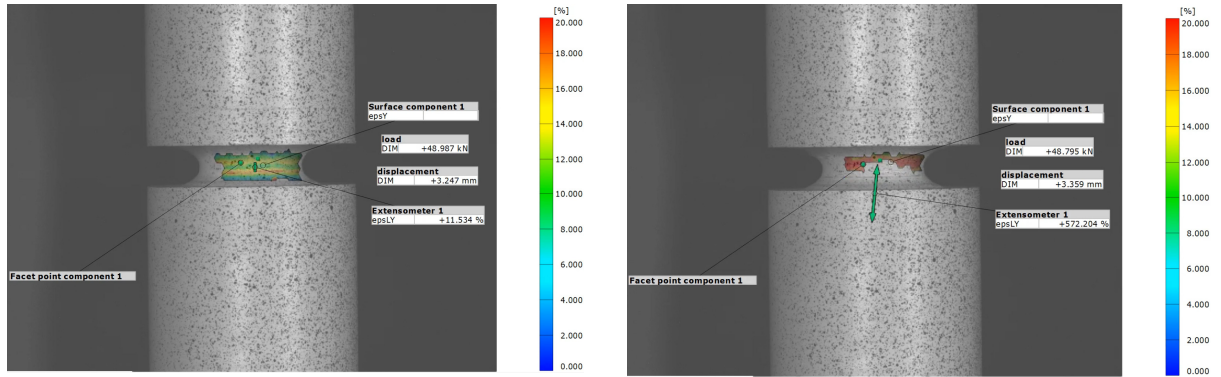 [%]
20.000
18.000
16.000
14.000
12.000
10.000
8.000
6.000
4.000
2.000
0.000
Surface component 1
epsY
load
DIM +48.987 kN
displacement
DIM +3.247 mm
Extensometer 1
epsLY +11.534 %
Facet point component 1
[%]
20.000
18.000
16.000
14.000
12.000
10.000
8.000
6.000
4.000
2.000
0.000
Surface component 1
epsY
load
DIM +48.795 kN
displacement
DIM +3.359 mm
Extensometer 1
epsLY +572.204 %
Facet point component 1